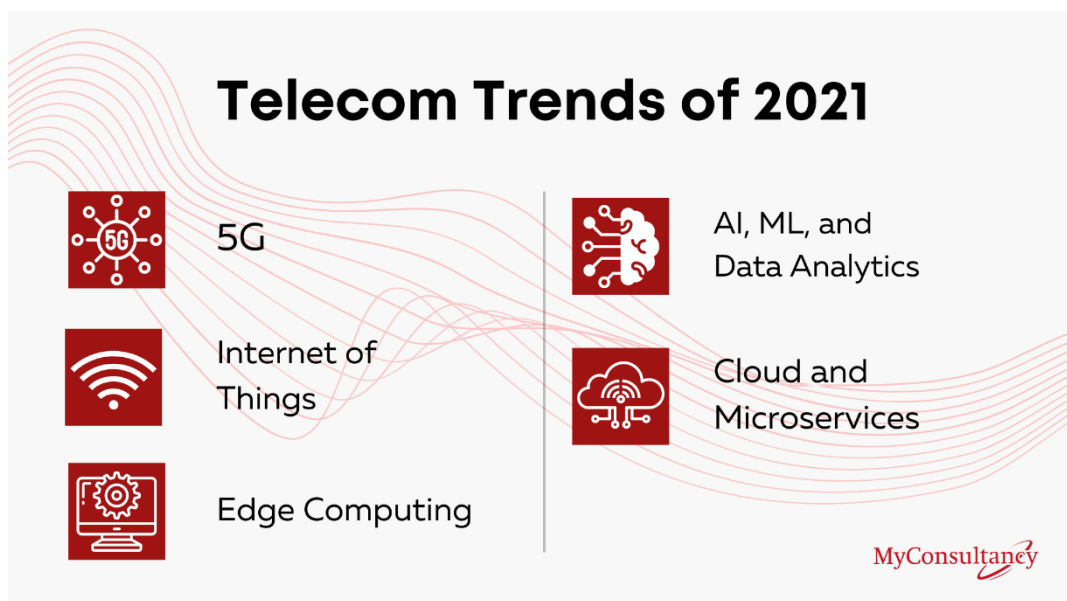 Telecom Trends of 2021
5G
5G
Internet of
Things
Edge Computing
AI, ML, and
Data Analytics
Cloud and
Microservices
MyConsultancy